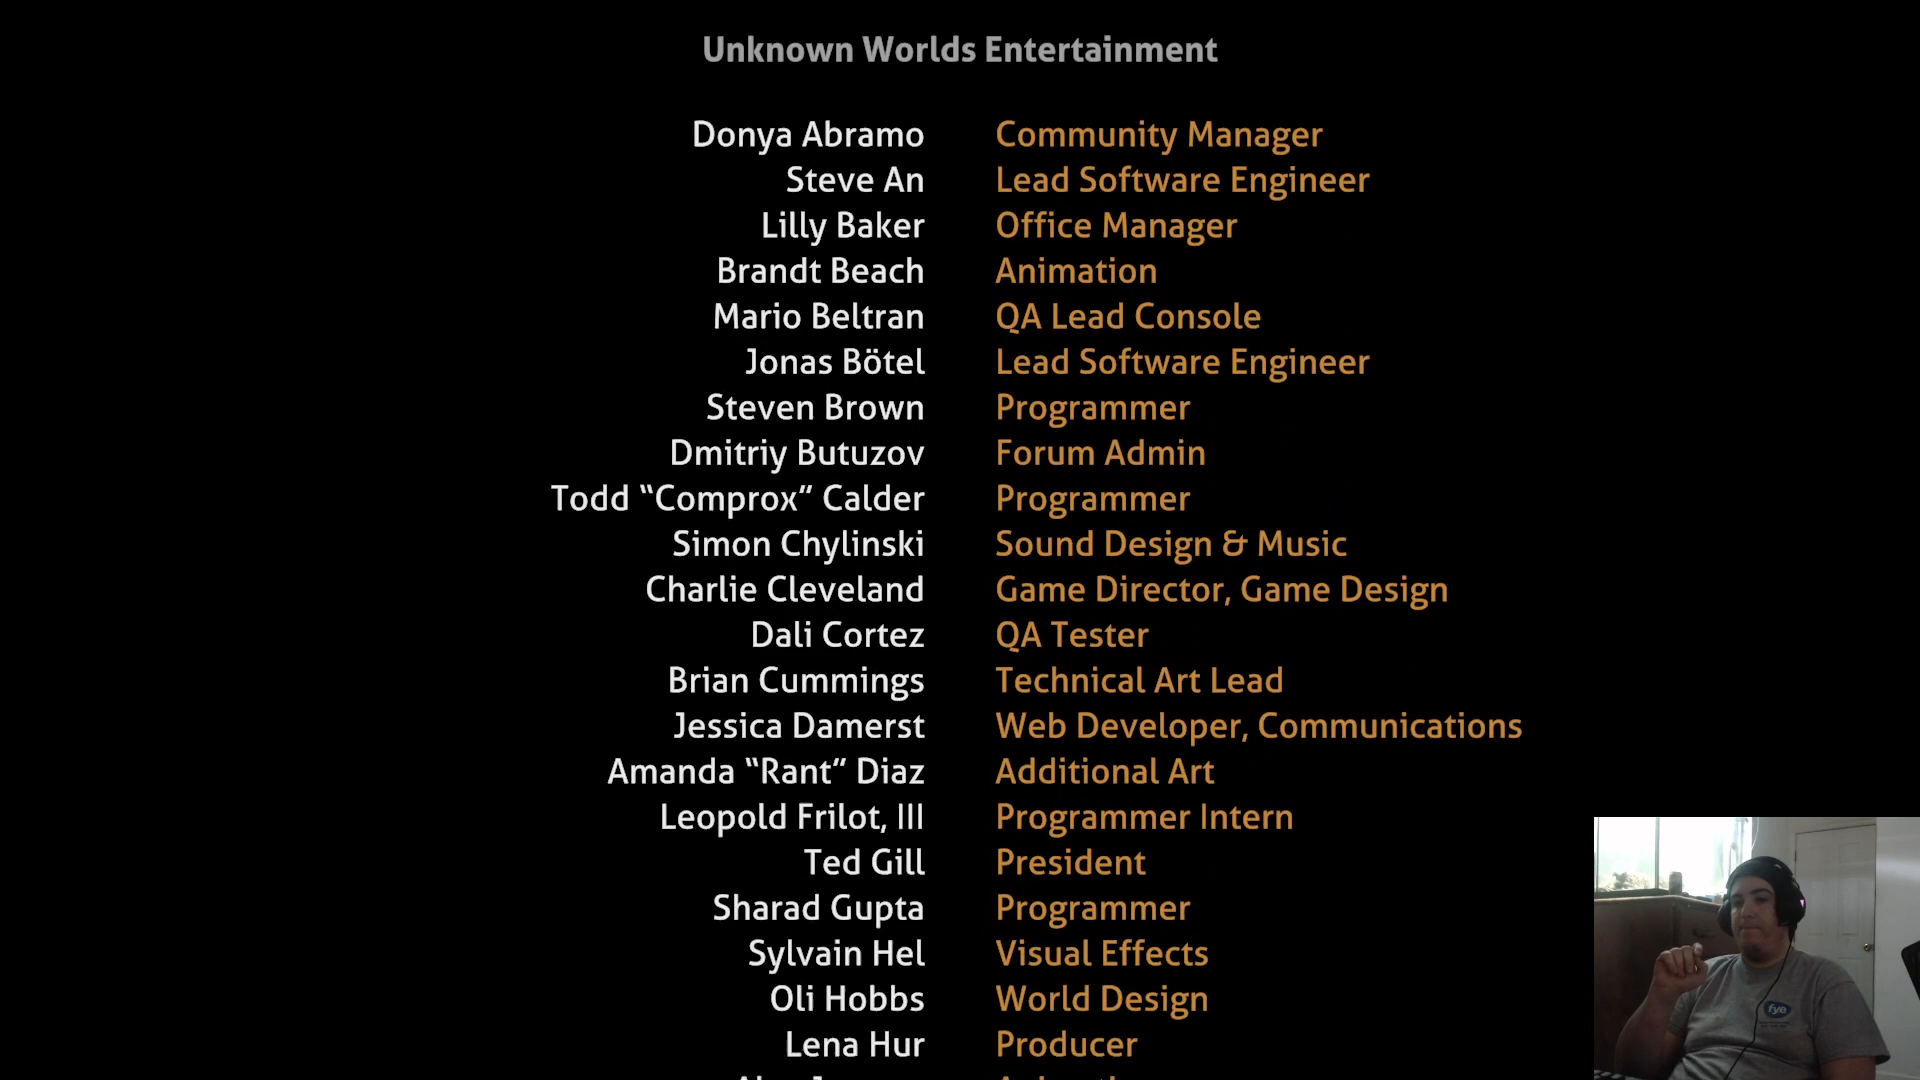 Unknown Worlds Entertainment
Donya Abramo Community Manager
Steve An Lead Software Engineer
Lilly Baker Office Manager
Brandt Beach Animation
Mario Beltran QA Lead Console
Jonas Bötel Lead Software Engineer
Steven Brown Programmer
Dmitriy Butuzov Forum Admin
Todd “Comprox” Calder Programmer
Simon Chylinski Sound Design & Music
Charlie Cleveland Game Director, Game Design
Dali Cortez QA Tester
Brian Cummings Technical Art Lead
Jessica Damerst Web Developer, Communications
Amanda “Rant” Diaz Additional Art
Leopold Frilot, III Programmer Intern
Ted Gill President
Sharad Gupta Programmer
Sylvain Hel Visual Effects
Oli Hobbs World Design
Lena Hur Producer
fye